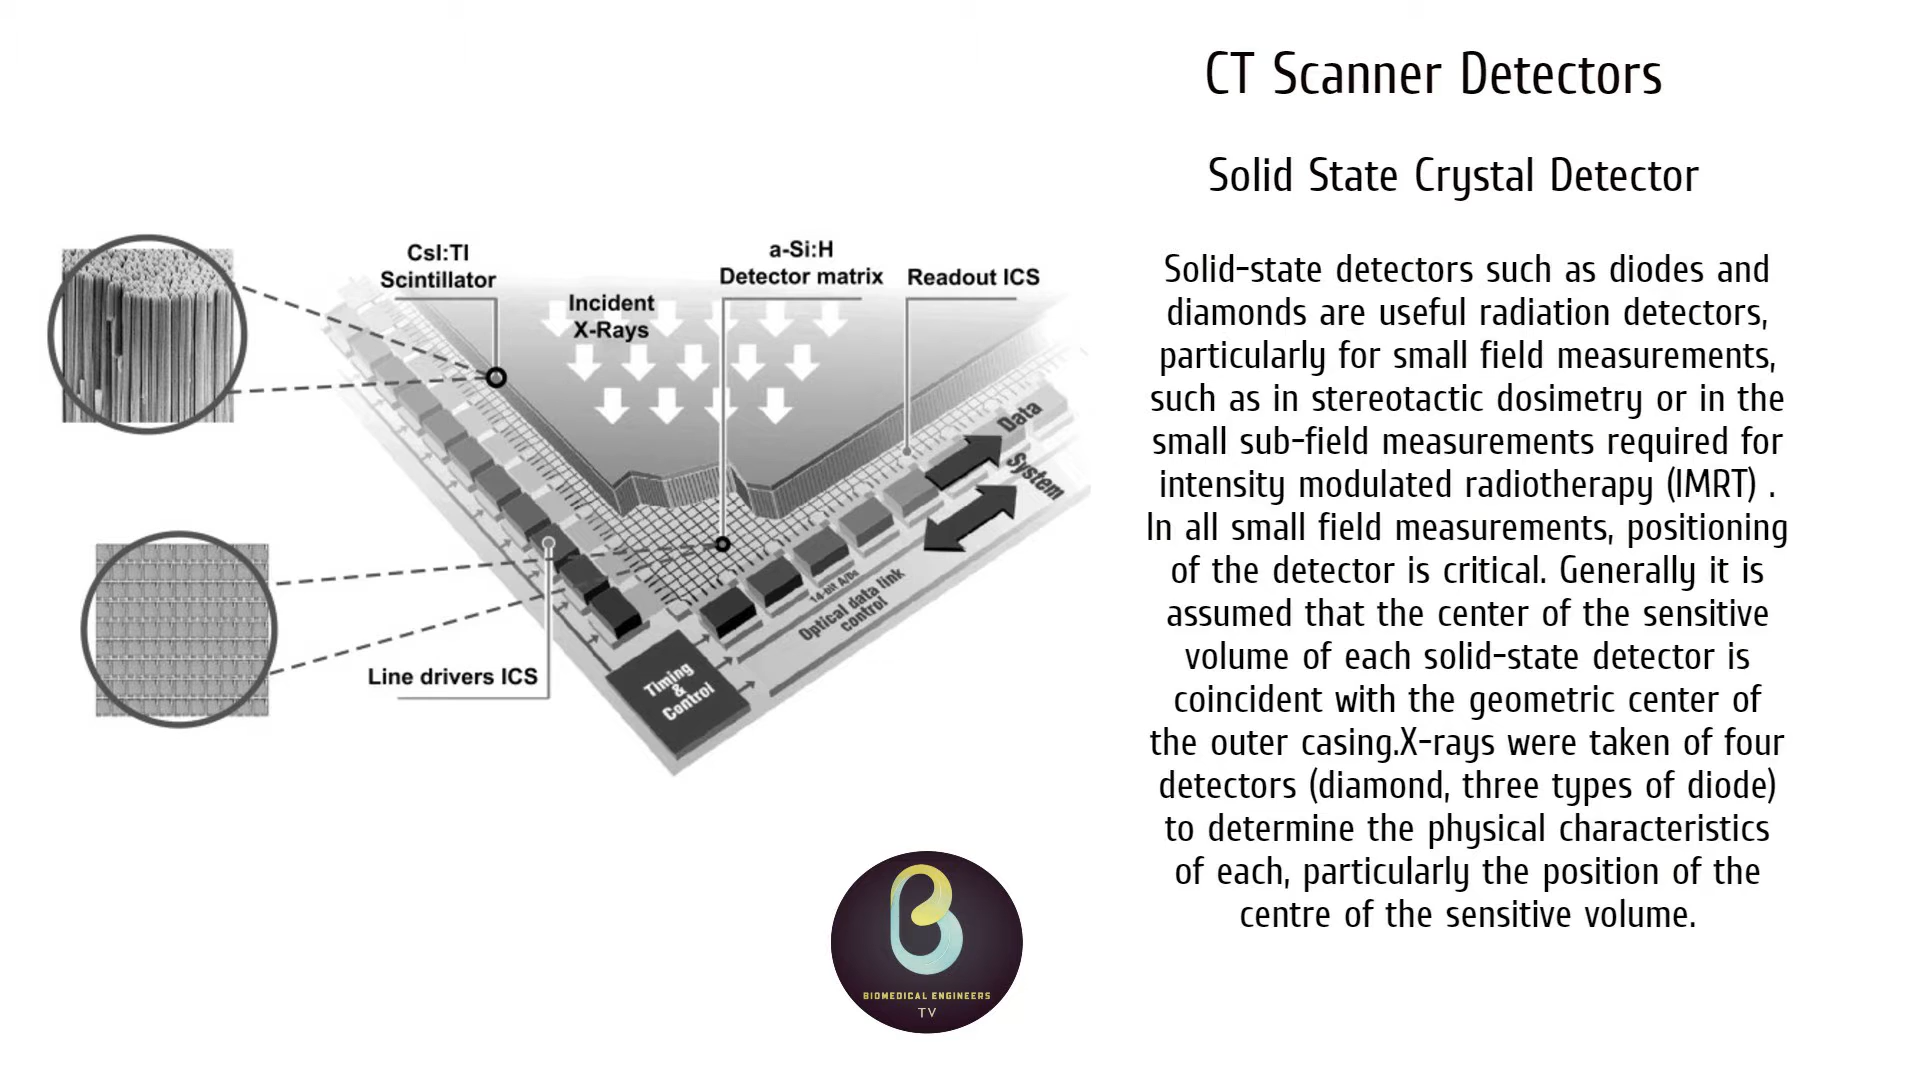 CT Scanner Detectors
Solid State Crystal Detector
CsI:TI
Scintillator
Incident
X-Rays
a-Si:H
Detector matrix
Readout ICS
Data
System
14-bit A/Ds
Optical data link
control
Timing
&
Control
Line drivers ICS
Solid-state detectors such as diodes and
diamonds are useful radiation detectors,
particularly for small field measurements,
such as in stereotactic dosimetry or in the
small sub-field measurements required for
intensity modulated radiotherapy (IMRT) .
In all small field measurements, positioning
of the detector is critical. Generally it is
assumed that the center of the sensitive
volume of each solid-state detector is
coincident with the geometric center of
the outer casing.X-rays were taken of four
detectors (diamond, three types of diode)
to determine the physical characteristics
of each, particularly the position of the
centre of the sensitive volume.
BIOMEDICAL ENGINEERS
TV